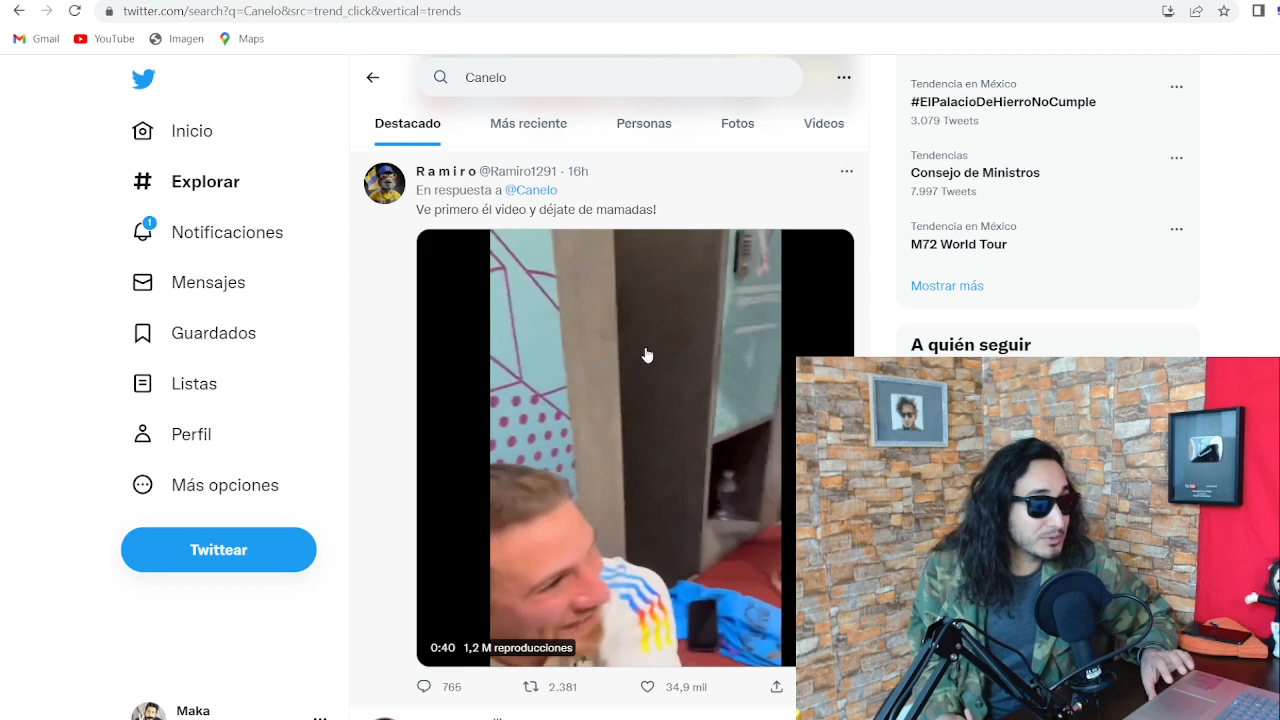 twitter.com/search?q=Canelo&src=trend_click&vertical=trends
Gmail
YouTube
Imagen
Maps
Inicio
Explorar
1
Notificaciones
Mensajes
Guardados
Listas
Perfil
Más opciones
Twittear
Maka
Canelo
Destacado
Más reciente
Personas
Fotos
Videos
R a m i r o @Ramiro1291 · 16h
En respuesta a @Canelo
Ve primero él video y déjate de mamadas!
0:40 1,2 M reproducciones
765
2.381
34,9 mil
Tendencia en México
#ElPalacioDeHierroNoCumple
3.079 Tweets
Tendencias
Consejo de Ministros
7.997 Tweets
Tendencia en México
M72 World Tour
Mostrar más
A quién seguir